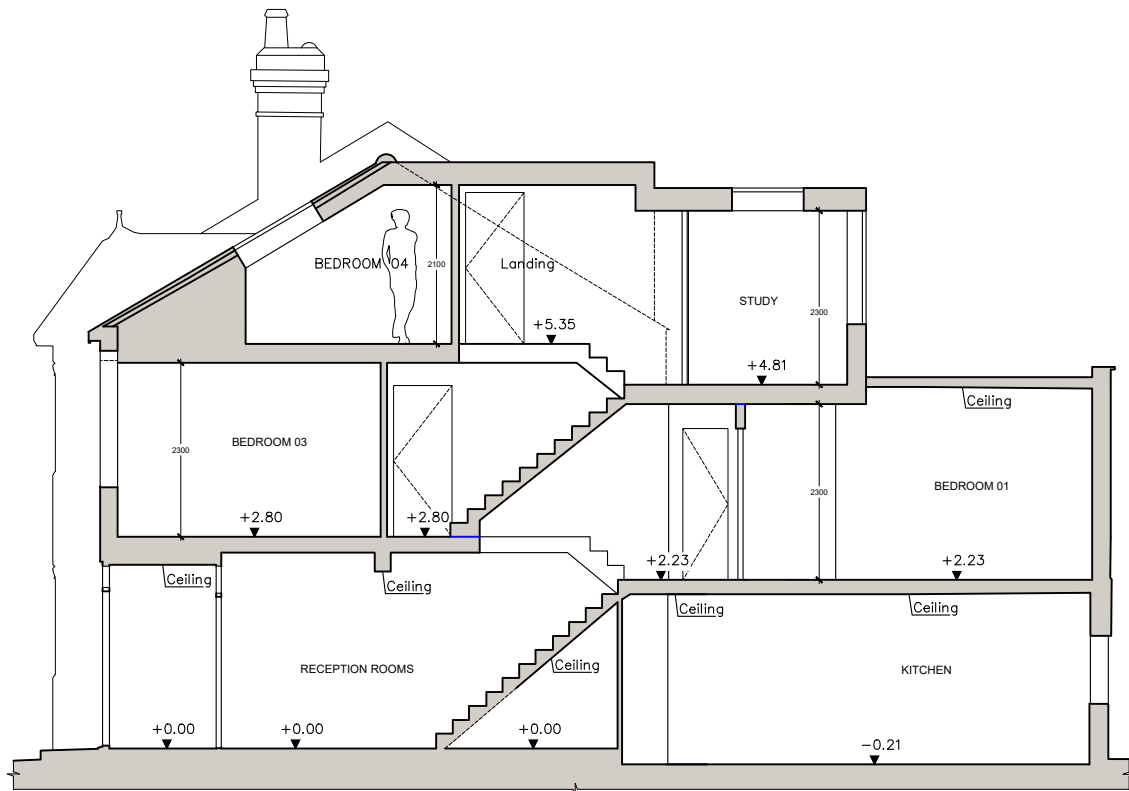 BEDROOM 04
2100
Landing
STUDY
2300
+5.35
+4.81
Ceiling
2300
BEDROOM 03
BEDROOM 01
2300
+2.80
+2.80
+2.23
+2.23
Ceiling
Ceiling
Ceiling
Ceiling
RECEPTION ROOMS
Ceiling
KITCHEN
+0.00
+0.00
+0.00
-0.21